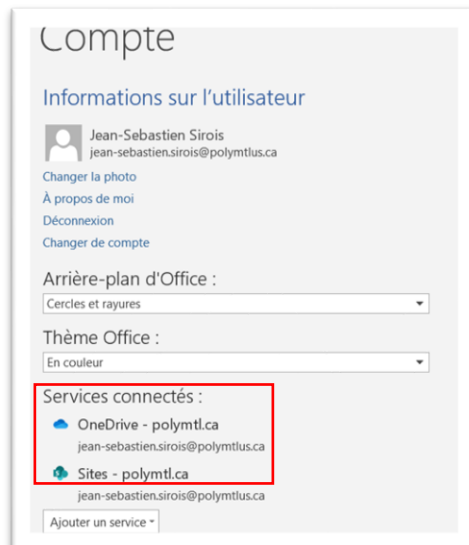 Compte
Informations sur l'utilisateur
Jean-Sebastien Sirois
jean-sebastien.sirois@polymtlus.ca
Changer la photo
À propos de moi
Déconnexion
Changer de compte
Arrière-plan d'Office :
Cercles et rayures
Thème Office :
En couleur
Services connectés :
OneDrive - polymtl.ca
jean-sebastien.sirois@polymtlus.ca
Sites - polymtl.ca
jean-sebastien.sirois@polymtlus.ca
Ajouter un service